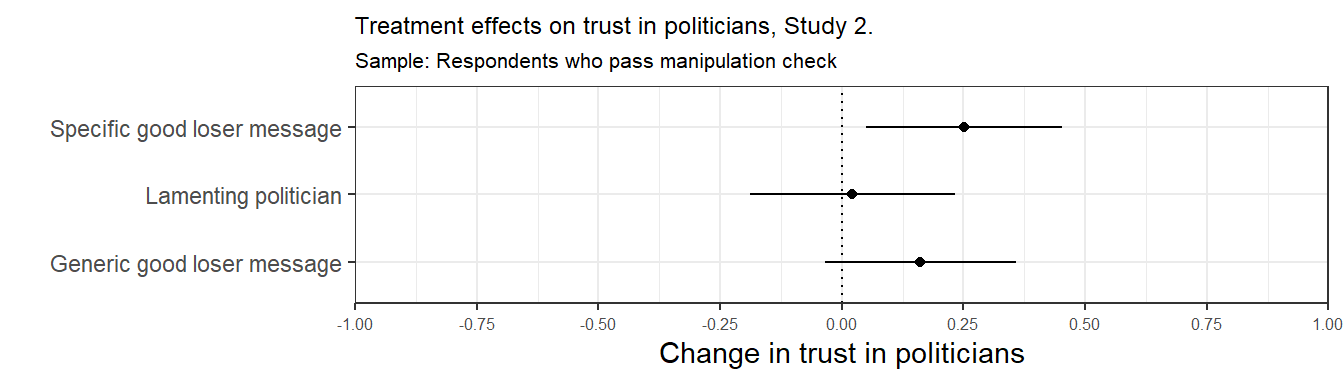 Treatment effects on trust in politicians, Study 2.
Sample: Respondents who pass manipulation check
Specific good loser message
Lamenting politician
Generic good loser message
-1.00 -0.75 -0.50 -0.25 0.00 0.25 0.50 0.75 1.00
Change in trust in politicians